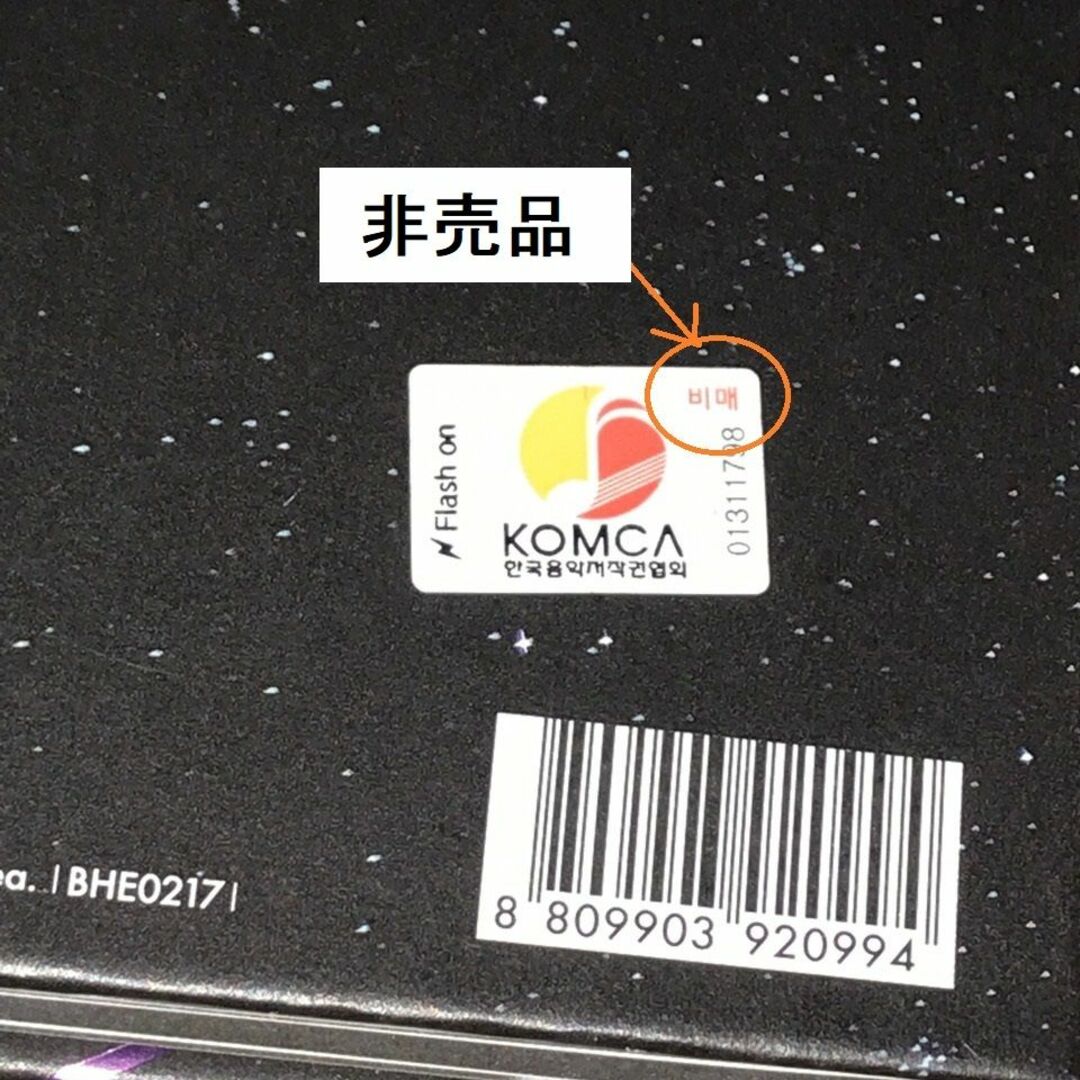 非売品
비매
01311798
Flash on
KOMCA
한국음악저작권협회
ea. | BHE0217 |
8 809903 920994